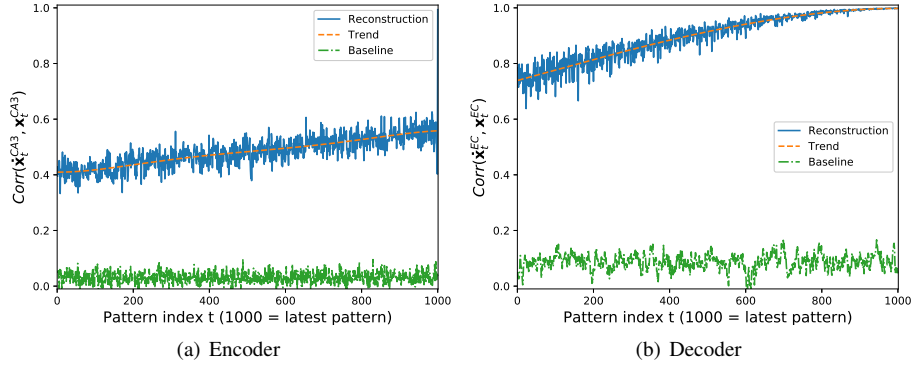 1.0
0.8
0.6
0.4
0.2
0.0
Corr(ẋ_t^CA3, x_t^CA3)
Reconstruction
Trend
Baseline
0 200 400 600 800 1000
Pattern index t (1000 = latest pattern)
(a) Encoder
1.0
0.8
0.6
0.4
0.2
0.0
Corr(ẋ_t^EC, x_t^EC)
Reconstruction
Trend
Baseline
0 200 400 600 800 1000
Pattern index t (1000 = latest pattern)
(b) Decoder